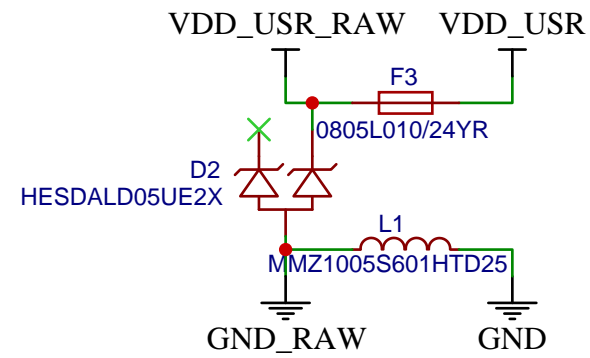 VDD_USR_RAW VDD_USR
F3
0805L010/24YR
D2
HESDALD05UE2X
L1
MMZ1005S601HTD25
GND_RAW GND